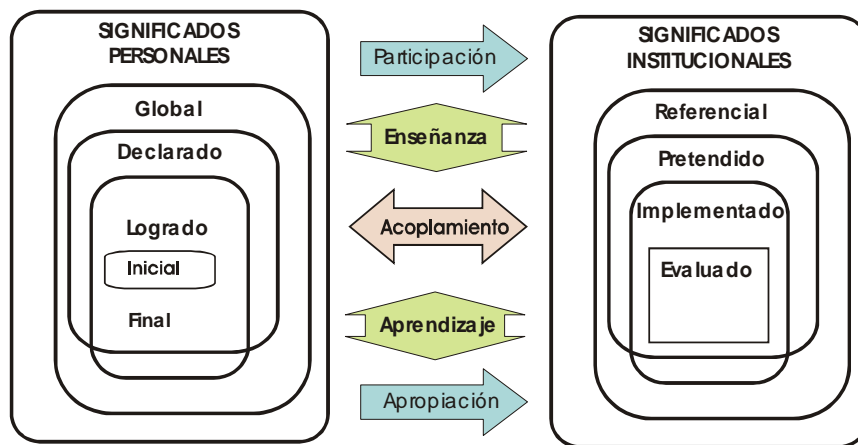 SIGNIFICADOS
PERSONALES
Global
Declarado
Logrado
Inicial
Final
Participación
Enseñanza
Acoplamiento
Aprendizaje
Apropiación
SIGNIFICADOS
INSTITUCIONALES
Referencial
Pretendido
Implementado
Evaluado